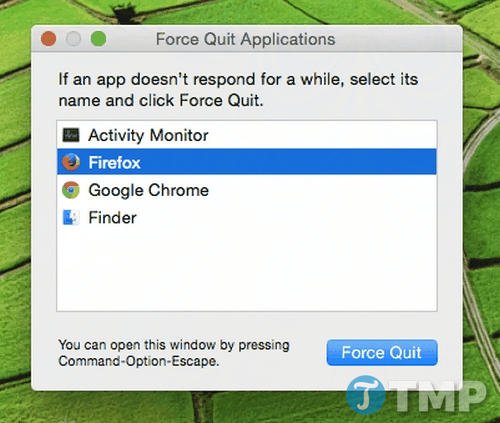 Force Quit Applications
If an app doesn't respond for a while, select its
name and click Force Quit.
Activity Monitor
Firefox
Google Chrome
Finder
You can open this window by pressing
Command-Option-Escape.
Force Quit
TMP